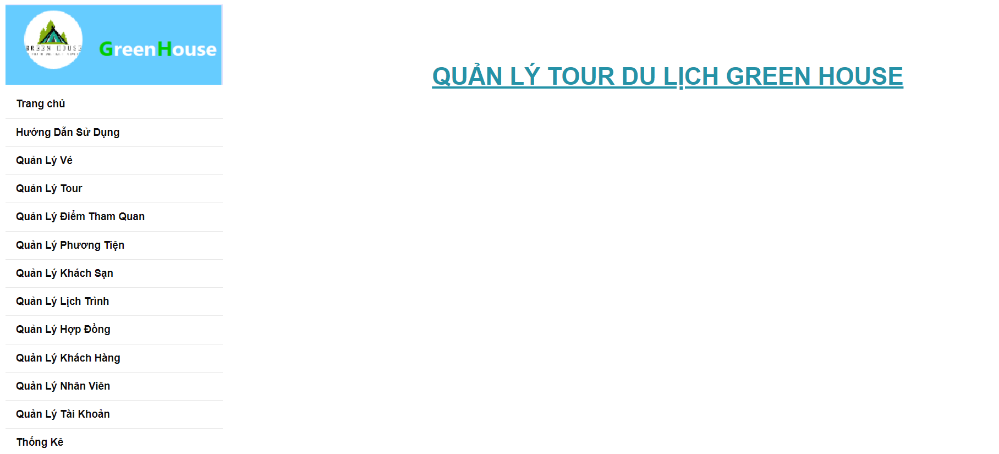 GREEN HOUSE
GreenHouse
QUẢN LÝ TOUR DU LỊCH GREEN HOUSE
Trang chủ
Hướng Dẫn Sử Dụng
Quản Lý Vé
Quản Lý Tour
Quản Lý Điểm Tham Quan
Quản Lý Phương Tiện
Quản Lý Khách Sạn
Quản Lý Lịch Trình
Quản Lý Hợp Đồng
Quản Lý Khách Hàng
Quản Lý Nhân Viên
Quản Lý Tài Khoản
Thống Kê